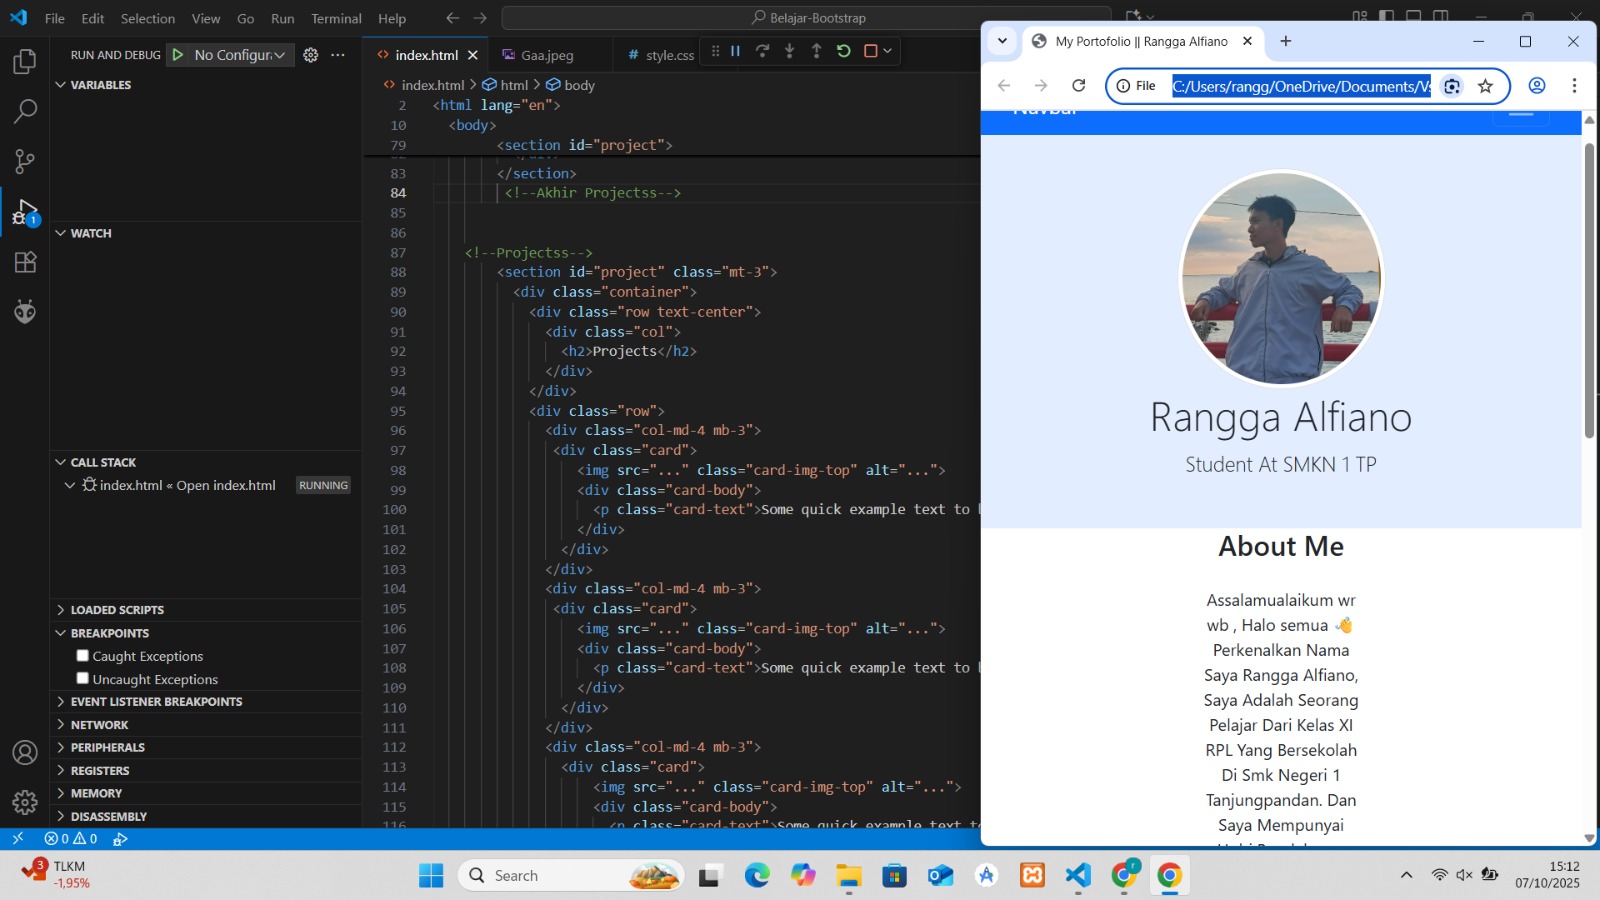 File Edit Selection View Go Run Terminal Help
Belajar-Bootstrap
RUN AND DEBUG No Configura
VARIABLES
WATCH
CALL STACK
index.html « Open index.html RUNNING
LOADED SCRIPTS
BREAKPOINTS
Caught Exceptions
Uncaught Exceptions
EVENT LISTENER BREAKPOINTS
NETWORK
PERIPHERALS
REGISTERS
MEMORY
DISASSEMBLY
1
index.html Gaa.jpeg # style.css
index.html > html > body
2 <html lang="en">
10 <body>
79 <section id="project">
83 </section>
84 <!--Akhir Projectss-->
85
86
87 <!--Projectss-->
88 <section id="project" class="mt-3">
89 <div class="container">
90 <div class="row text-center">
91 <div class="col">
92 <h2>Projects</h2>
93 </div>
94 </div>
95 <div class="row">
96 <div class="col-md-4 mb-3">
97 <div class="card">
98 <img src="..." class="card-img-top" alt="...">
99 <div class="card-body">
100 <p class="card-text">Some quick example text to
101 </div>
102 </div>
103 </div>
104 <div class="col-md-4 mb-3">
105 <div class="card">
106 <img src="..." class="card-img-top" alt="...">
107 <div class="card-body">
108 <p class="card-text">Some quick example text to
109 </div>
110 </div>
111 </div>
112 <div class="col-md-4 mb-3">
113 <div class="card">
114 <img src="..." class="card-img-top" alt="...">
115 <div class="card-body">
116 <p class="card-text">Some quick example text to
My Portofolio || Rangga Alfiano
File C:/Users/rangg/OneDrive/Documents/Vs
Navbar
Rangga Alfiano
Student At SMKN 1 TP
About Me
Assalamualaikum wr
wb , Halo semua 👋
Perkenalkan Nama
Saya Rangga Alfiano,
Saya Adalah Seorang
Pelajar Dari Kelas XI
RPL Yang Bersekolah
Di Smk Negeri 1
Tanjungpandan. Dan
Saya Mempunyai
0 0
3 TLKM
-1,95%
Search
15:12
07/10/2025